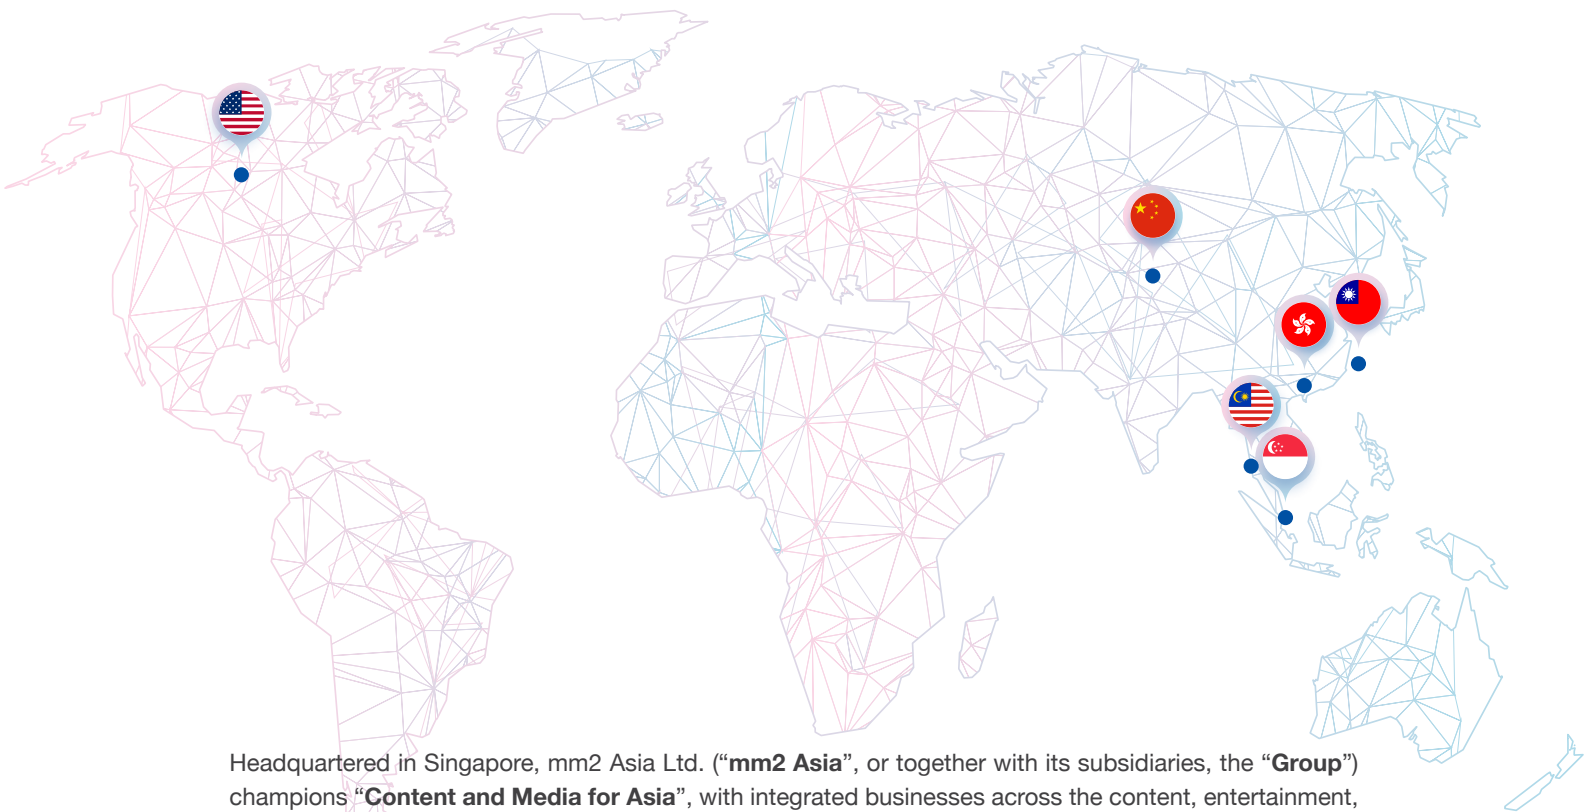 Headquartered in Singapore, mm2 Asia Ltd. (“mm2 Asia”, or together with its subsidiaries, the “Group”)
champions “Content and Media for Asia”, with integrated businesses across the content, entertainment,